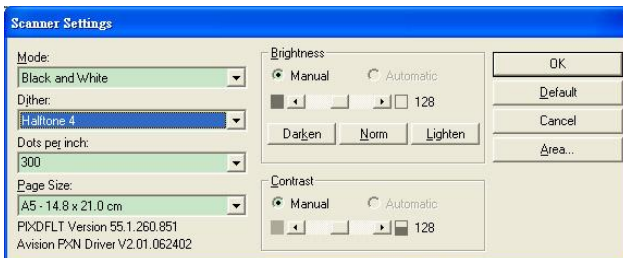 Scanner Settings
Mode:
Black and White
Dither:
Halftone 4
Dots per inch:
300
Page Size:
A5 - 14.8 x 21.0 cm
PIXDFLT Version 55.1.260.851
Avision PXN Driver V2.01.062402
Brightness
Manual Automatic
128
Darken Norm Lighten
Contrast
Manual Automatic
128
OK
Default
Cancel
Area...